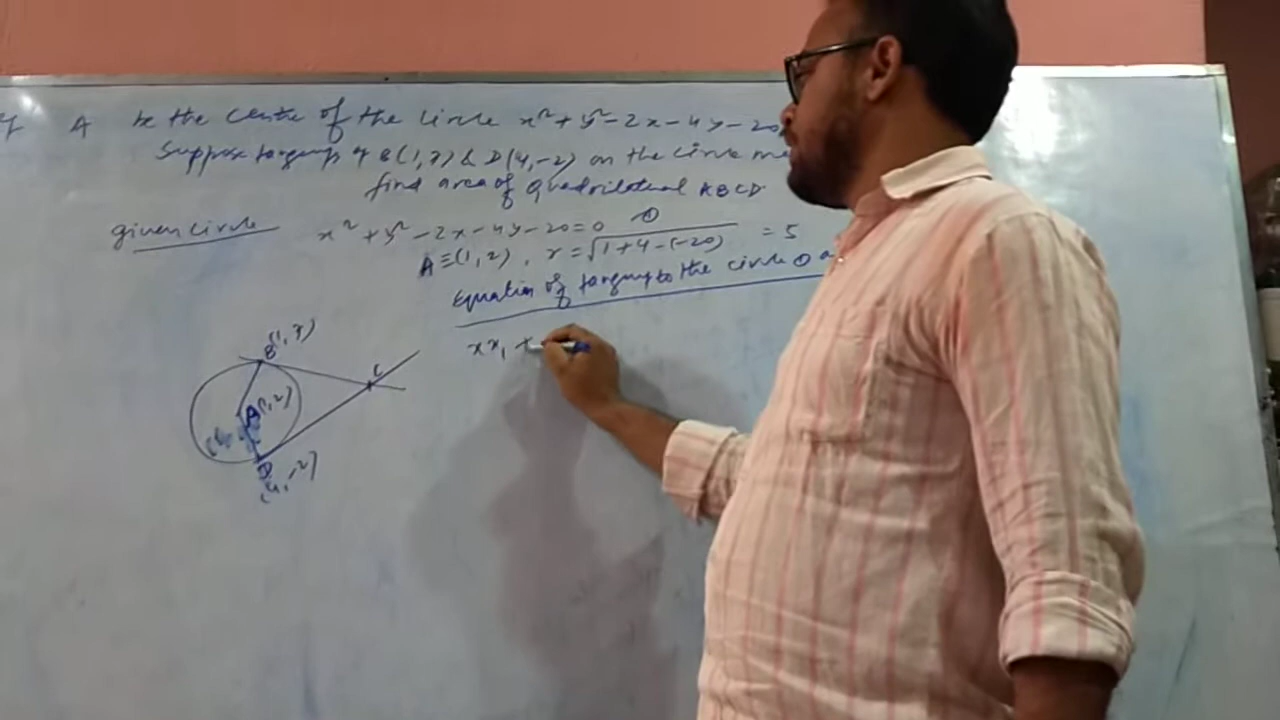 If A be the centre of the circle x²+y²-2x-4y-20
Suppose tangents at B(1,7) & D(4,-2) on the circle me
find area of Quadrilateral ABCD
given circle x²+y²-2x-4y-20=0 ①
A≡(1,2), r=√1+4-(-20) = 5
Equation of tangent to the circle ① a
xx₁ +
B(1,7)
C
A(1,2)
D
(4,-2)